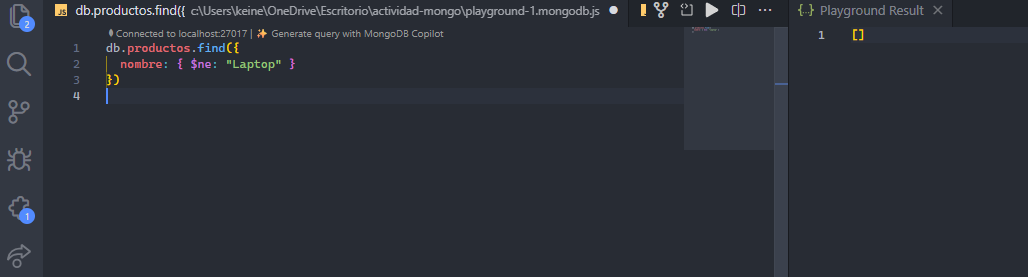 2
JS db.productos.find({ c:\Users\keine\OneDrive\Escritorio\actividad-mongo\playground-1.mongodb.js
{..} Playground Result
Connected to localhost:27017 | ✨ Generate query with MongoDB Copilot
1 db.productos.find({
2 nombre: { $ne: "Laptop" }
3 })
4
1 []
1